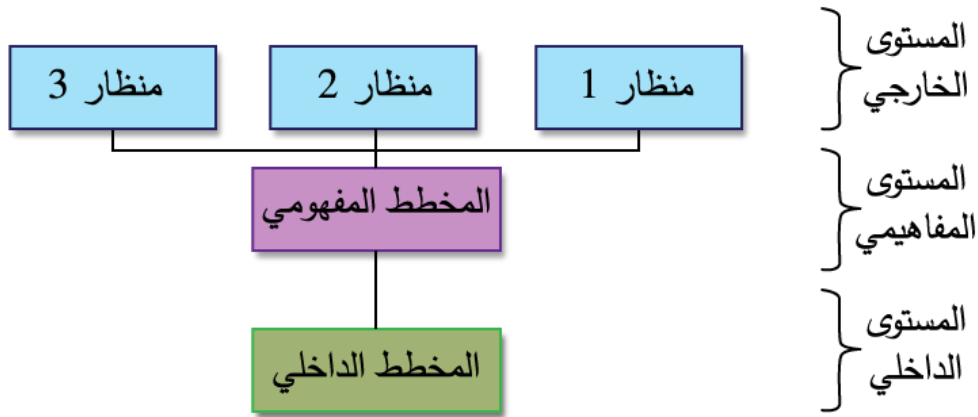 منظار 1
منظار 2
منظار 3
المستوى
الخارجي
المخطط المفهومي
المستوى
المفاهيمي
المخطط الداخلي
المستوى
الداخلي